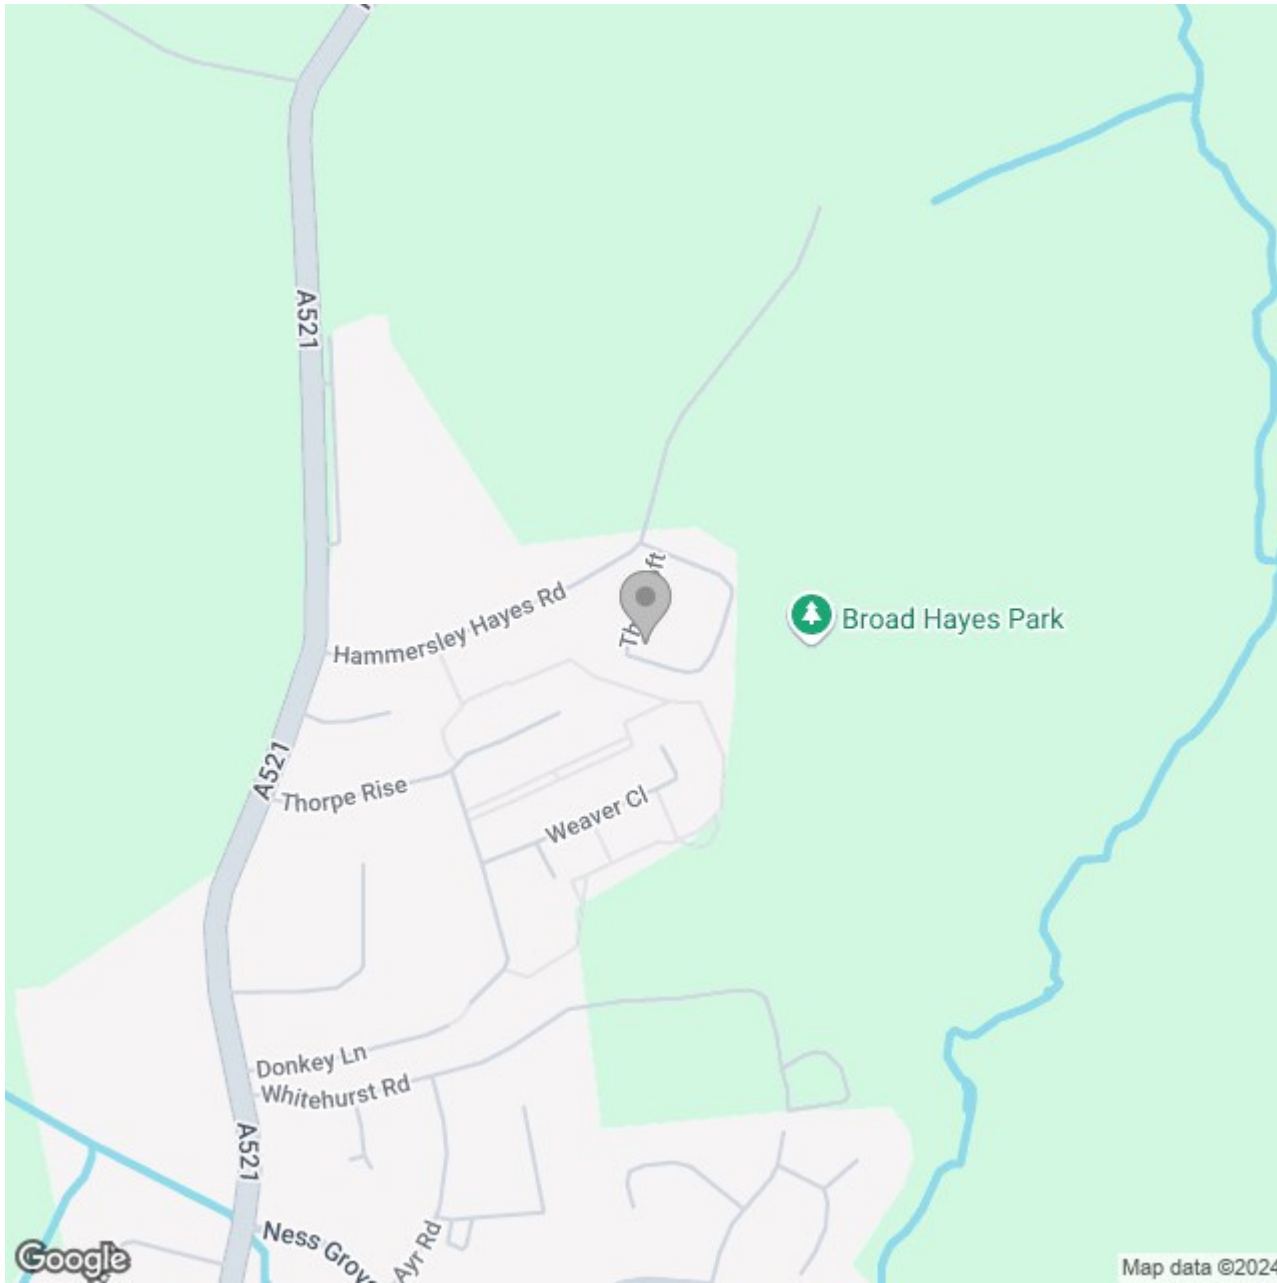 A521
Hammersley Hayes Rd
Broad Hayes Park
A521
Thorpe Rise
Weaver Cl
Donkey Ln
Whitehurst Rd
A521
Ness Grove
Ayr Rd
Google
Map data ©2024